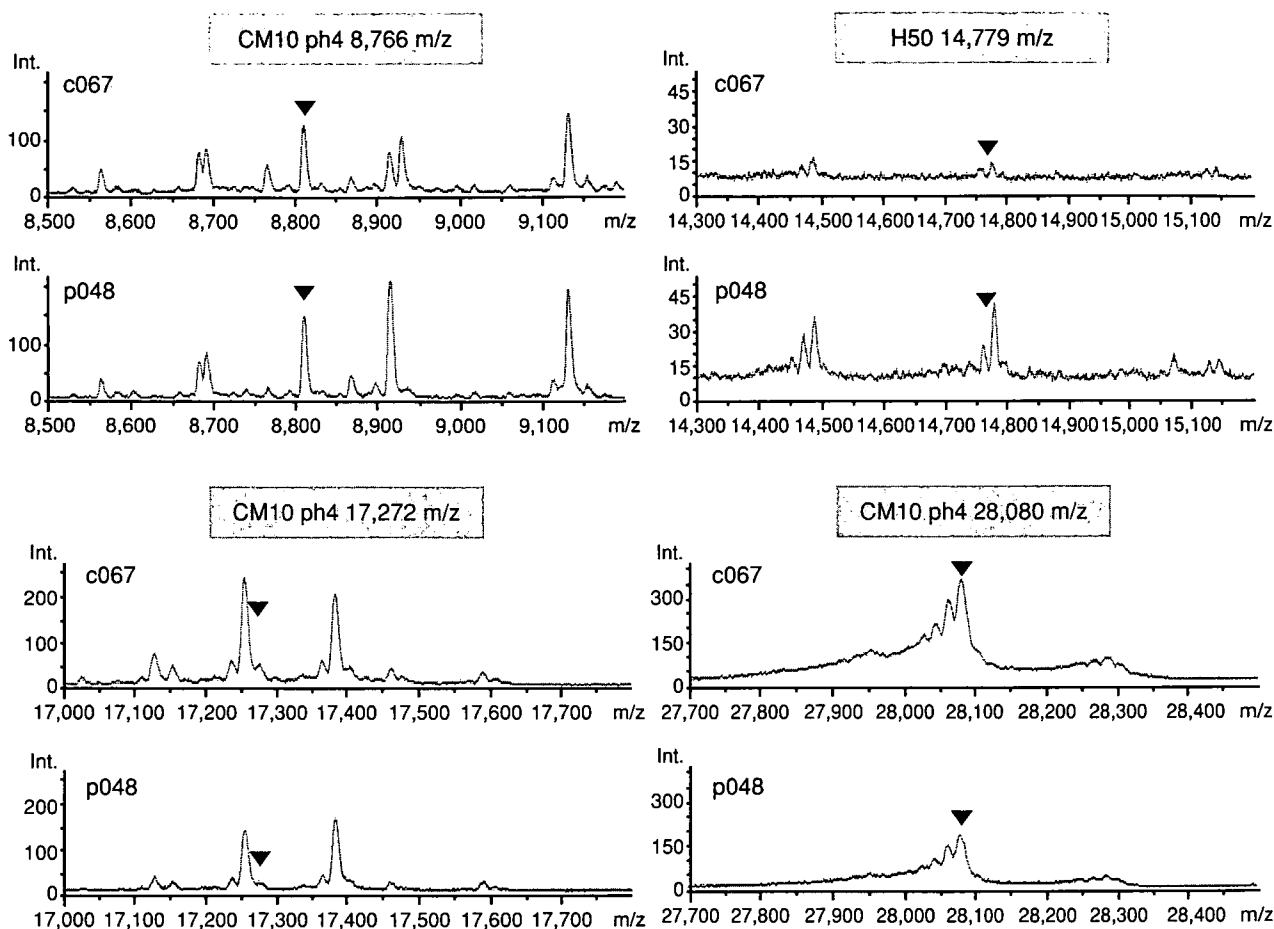 CM10 ph4 8,766 m/z
Int.
c067
100
0
8,500 8,600 8,700 8,800 8,900 9,000 9,100 m/z
Int.
p048
100
0
8,500 8,600 8,700 8,800 8,900 9,000 9,100 m/z
H50 14,779 m/z
Int.
c067
45
30
15
0
14,300 14,400 14,500 14,600 14,700 14,800 14,900 15,000 15,100 m/z
Int.
p048
45
30
15
0
14,300 14,400 14,500 14,600 14,700 14,800 14,900 15,000 15,100 m/z
CM10 ph4 17,272 m/z
Int.
c067
200
100
0
17,000 17,100 17,200 17,300 17,400 17,500 17,600 17,700 m/z
Int.
p048
200
100
0
17,000 17,100 17,200 17,300 17,400 17,500 17,600 17,700 m/z
CM10 ph4 28,080 m/z
Int.
c067
300
150
0
27,700 27,800 27,900 28,000 28,100 28,200 28,300 28,400 m/z
Int.
p048
300
150
0
27,700 27,800 27,900 28,000 28,100 28,200 28,300 28,400 m/z